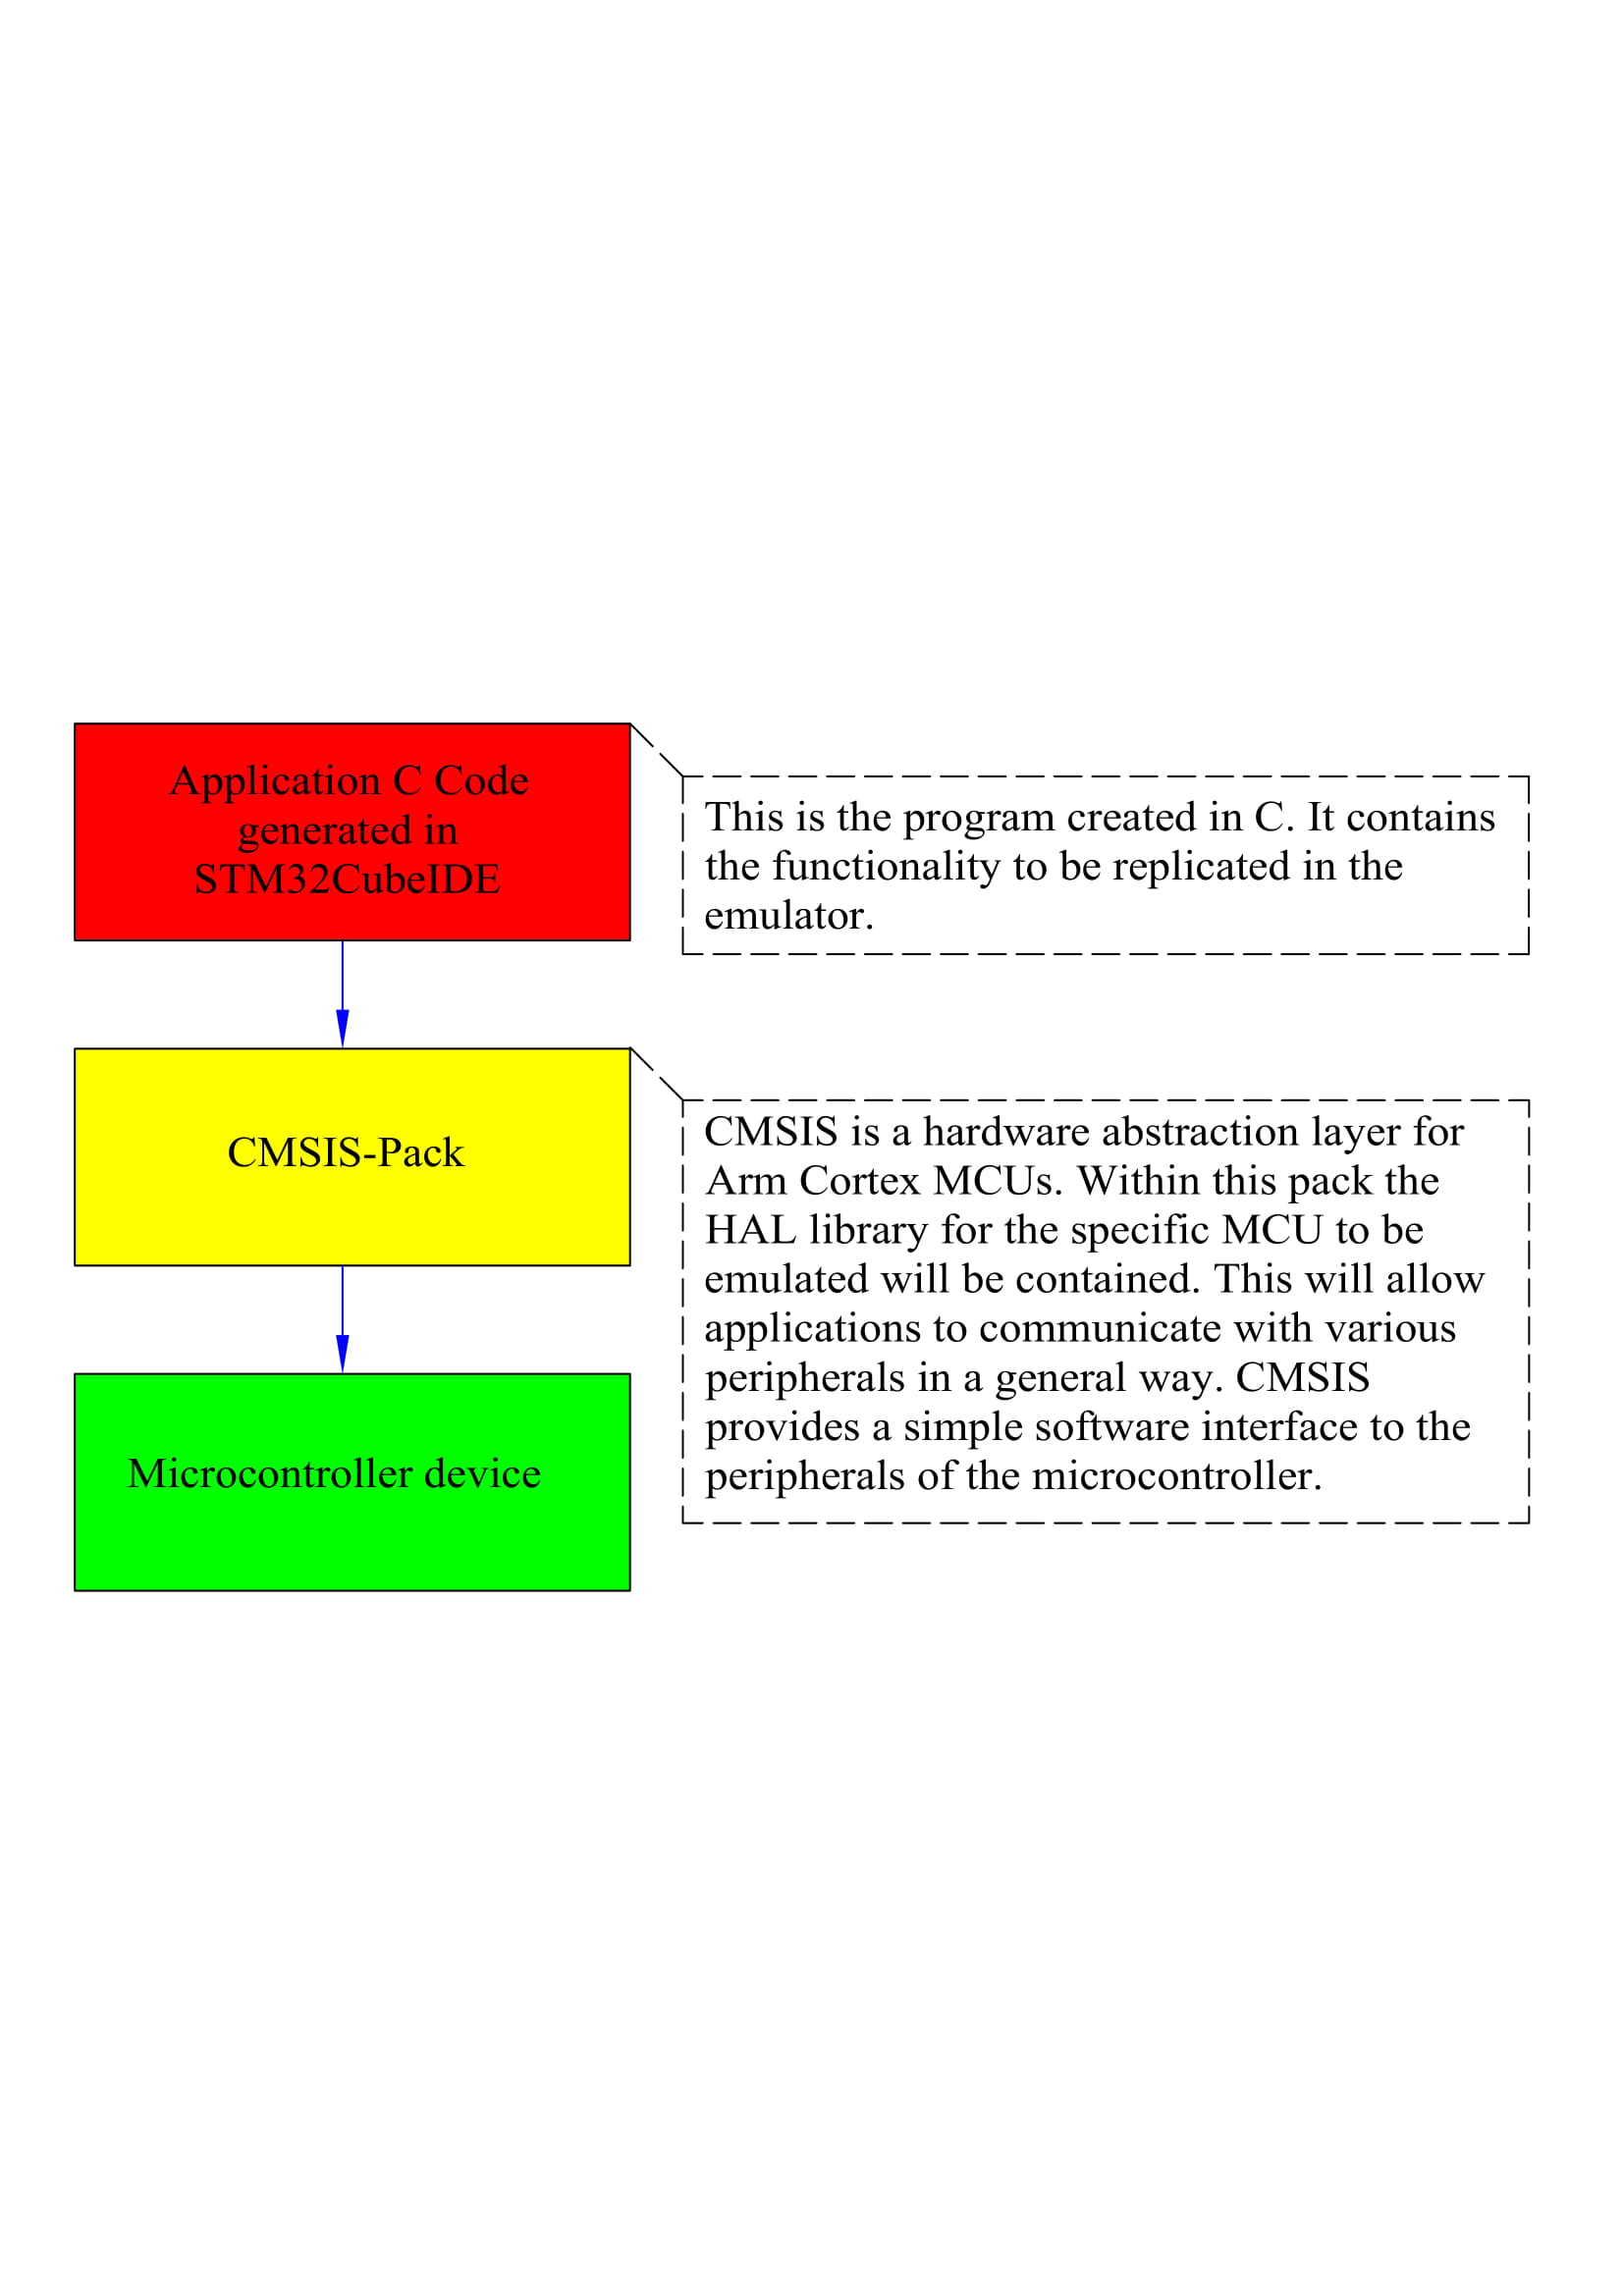 Application C Code
generated in
STM32CubeIDE
This is the program created in C. It contains
the functionality to be replicated in the
emulator.
CMSIS-Pack
CMSIS is a hardware abstraction layer for
Arm Cortex MCUs. Within this pack the
HAL library for the specific MCU to be
emulated will be contained. This will allow
applications to communicate with various
peripherals in a general way. CMSIS
provides a simple software interface to the
peripherals of the microcontroller.
Microcontroller device